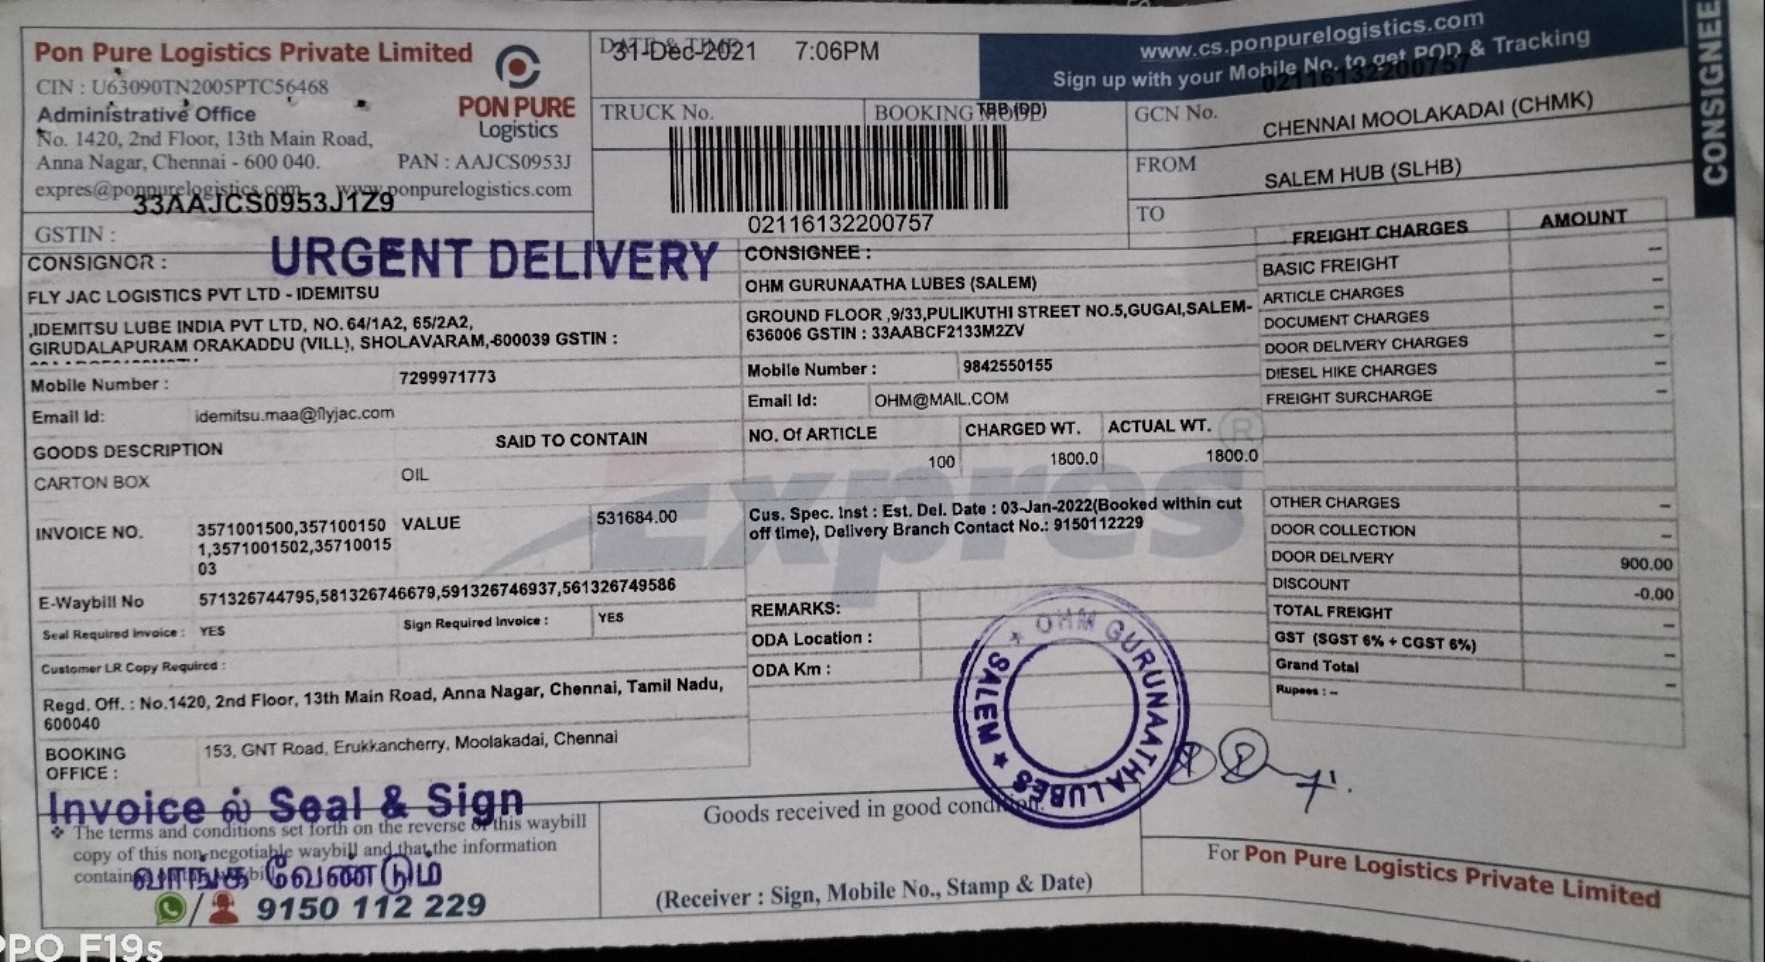 Pon Pure Logistics Private Limited
CIN : U63090TN2005PTC56468
Administrative Office
No. 1420, 2nd Floor, 13th Main Road,
Anna Nagar, Chennai - 600 040.
PAN : AAJCS0953J
expres@ponpurelogistics.com www.ponpurelogistics.com
33AAJCS0953J1Z9
GSTIN :
PON PURE
Logistics
DATE & TIME
31-Dec-2021 7:06PM
www.cs.ponpurelogistics.com
Sign up with your Mobile No. to get POD & Tracking
CONSIGNEE
TRUCK No.
BOOKING MODE
TBB (DD)
02116132200757
GCN No.
02116132200757
FROM
CHENNAI MOOLAKADAI (CHMK)
TO
SALEM HUB (SLHB)
URGENT DELIVERY
CONSIGNOR :
FLY JAC LOGISTICS PVT LTD - IDEMITSU
,IDEMITSU LUBE INDIA PVT LTD, NO. 64/1A2, 65/2A2,
GIRUDALAPURAM ORAKADDU (VILL), SHOLAVARAM,-600039 GSTIN :
Mobile Number : 7299971773
Email Id: idemitsu.maa@flyjac.com
CONSIGNEE :
OHM GURUNAATHA LUBES (SALEM)
GROUND FLOOR ,9/33,PULIKUTHI STREET NO.5,GUGAI,SALEM-
636006 GSTIN : 33AABCF2133M2ZV
Mobile Number : 9842550155
Email Id: OHM@MAIL.COM
GOODS DESCRIPTION SAID TO CONTAIN
CARTON BOX OIL
NO. Of ARTICLE CHARGED WT. ACTUAL WT.
100 1800.0 1800.0
Expres ®
INVOICE NO. 3571001500,357100150
1,3571001502,35710015
03
VALUE 531684.00
Cus. Spec. Inst : Est. Del. Date : 03-Jan-2022(Booked within cut
off time), Delivery Branch Contact No.: 9150112229
E-Waybill No 571326744795,581326746679,591326746937,561326749586
Seal Required Invoice : YES Sign Required Invoice : YES
Customer LR Copy Required :
REMARKS:
ODA Location :
ODA Km :
Regd. Off. : No.1420, 2nd Floor, 13th Main Road, Anna Nagar, Chennai, Tamil Nadu,
600040
BOOKING
OFFICE :
153, GNT Road, Erukkancherry, Moolakadai, Chennai
FREIGHT CHARGES AMOUNT
BASIC FREIGHT --
ARTICLE CHARGES --
DOCUMENT CHARGES --
DOOR DELIVERY CHARGES --
DIESEL HIKE CHARGES --
FREIGHT SURCHARGE --
OTHER CHARGES --
DOOR COLLECTION --
DOOR DELIVERY 900.00
DISCOUNT -0.00
TOTAL FREIGHT --
GST (SGST 6% + CGST 6%) --
Grand Total --
Rupees : --
★ OHM GURUNAATHA LUBES ★ SALEM
Invoice ல் Seal & Sign
வாங்க வேண்டும்
❖ The terms and conditions set forth on the reverse of this waybill
copy of this non-negotiable waybill and that the information
9150 112 229
Goods received in good condition.
(Receiver : Sign, Mobile No., Stamp & Date)
For Pon Pure Logistics Private Limited
PPO F19s